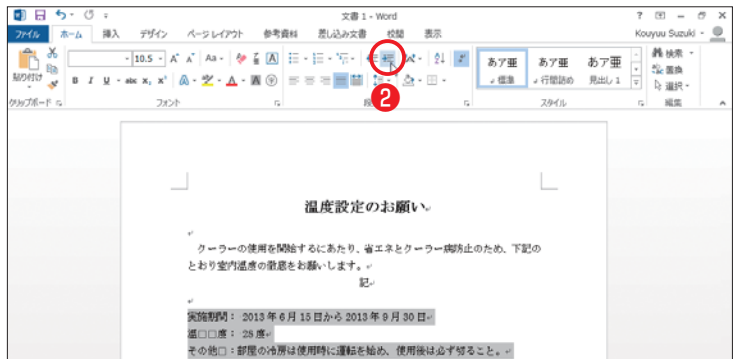 文書 1 - Word
ファイル ホーム 挿入 デザイン ページ レイアウト 参考資料 差し込み文書 校閲 表示 Kouyuu Suzuki
貼り付け
10.5
Aa
あア亜 あア亜 あア亜
標準 行間詰め 見出し 1
検索
置換
選択
クリップボード フォント スタイル 編集
2
温度設定のお願い
クーラーの使用を開始するにあたり、省エネとクーラー病防止のため、下記の
とおり室内温度の徹底をお願いします。
記
実施期間： 2013 年 6 月 15 日から 2013 年 9 月 30 日
温□□度： 28 度
その他□：部屋の冷房は使用時に運転を始め、使用後は必ず切ること。